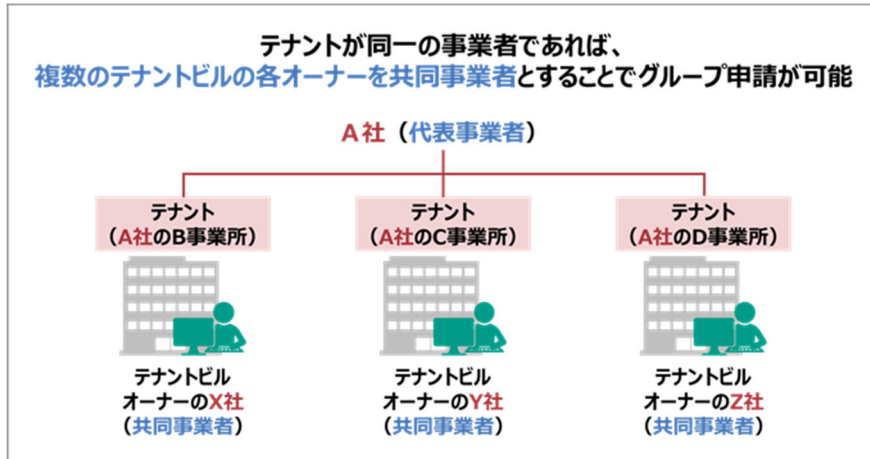 テナントが同一の事業者であれば、
複数のテナントビルの各オーナーを共同事業者とすることでグループ申請が可能
A社（代表事業者）
テナント
（A社のB事業所）
テナント
（A社のC事業所）
テナント
（A社のD事業所）
テナントビル
オーナーのX社
（共同事業者）
テナントビル
オーナーのY社
（共同事業者）
テナントビル
オーナーのZ社
（共同事業者）